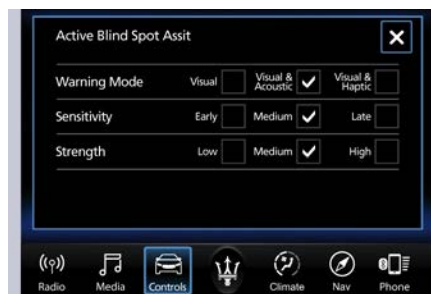 Active Blind Spot Assit
Warning Mode Visual Visual & Acoustic Visual & Haptic
Sensitivity Early Medium Late
Strength Low Medium High
Radio Media Controls Climate Nav Phone